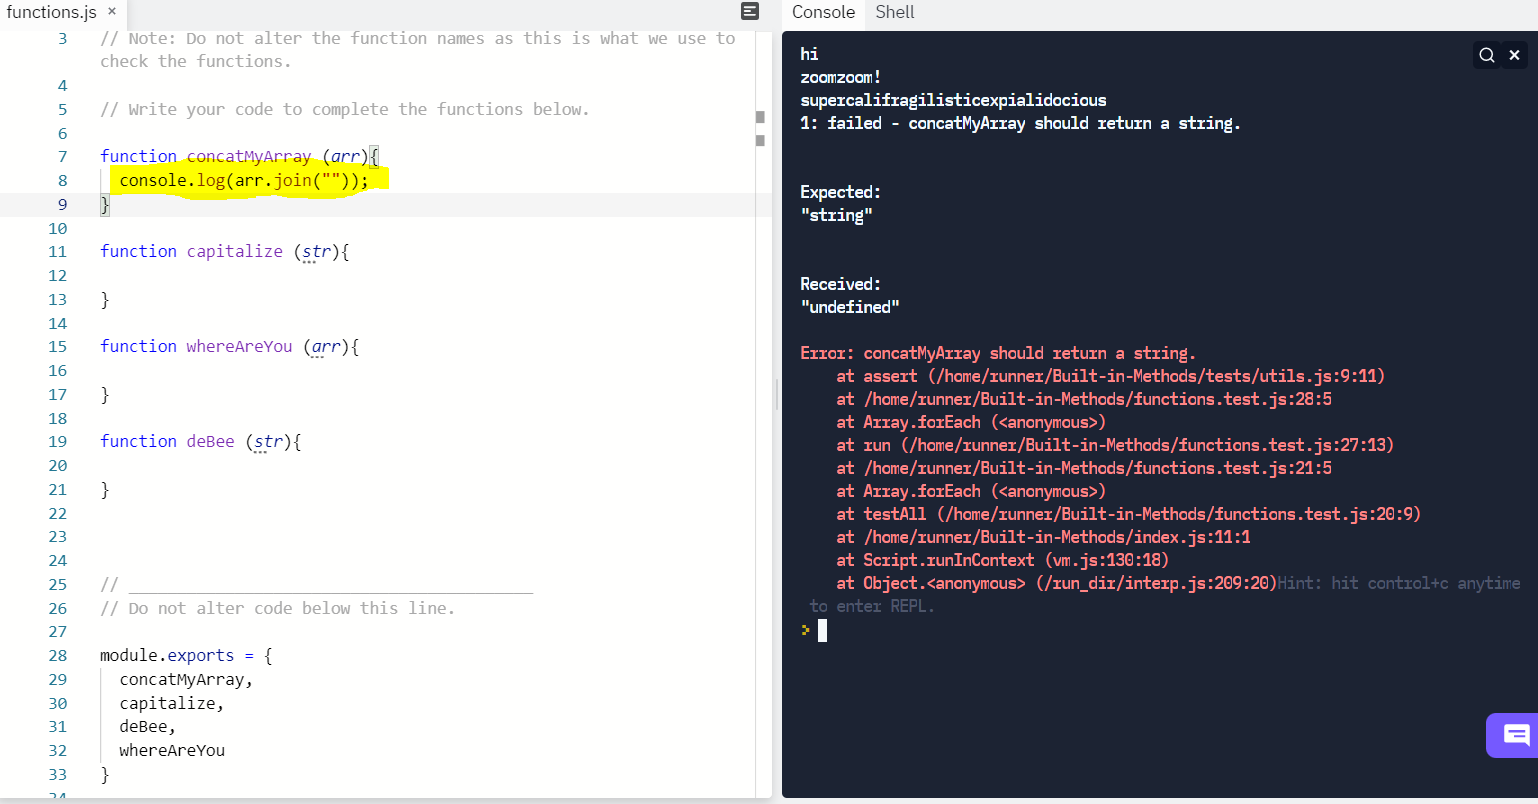 functions.js ×
3 // Note: Do not alter the function names as this is what we use to
check the functions.
4
5 // Write your code to complete the functions below.
6
7 function concatMyArray (arr){
8 console.log(arr.join(""));
9 }
10
11 function capitalize (str){
12
13 }
14
15 function whereAreYou (arr){
16
17 }
18
19 function deBee (str){
20
21 }
22
23
24
25 // __________________________________________
26 // Do not alter code below this line.
27
28 module.exports = {
29 concatMyArray,
30 capitalize,
31 deBee,
32 whereAreYou
33 }
34
Console Shell
hi
zoomzoom!
supercalifragilisticexpialidocious
1: failed - concatMyArray should return a string.
Expected:
"string"
Received:
"undefined"
Error: concatMyArray should return a string.
at assert (/home/runner/Built-in-Methods/tests/utils.js:9:11)
at /home/runner/Built-in-Methods/functions.test.js:28:5
at Array.forEach (<anonymous>)
at run (/home/runner/Built-in-Methods/functions.test.js:27:13)
at /home/runner/Built-in-Methods/functions.test.js:21:5
at Array.forEach (<anonymous>)
at testAll (/home/runner/Built-in-Methods/functions.test.js:20:9)
at /home/runner/Built-in-Methods/index.js:11:1
at Script.runInContext (vm.js:130:18)
at Object.<anonymous> (/run_dir/interp.js:209:20)Hint: hit control+c anytime
to enter REPL.
>